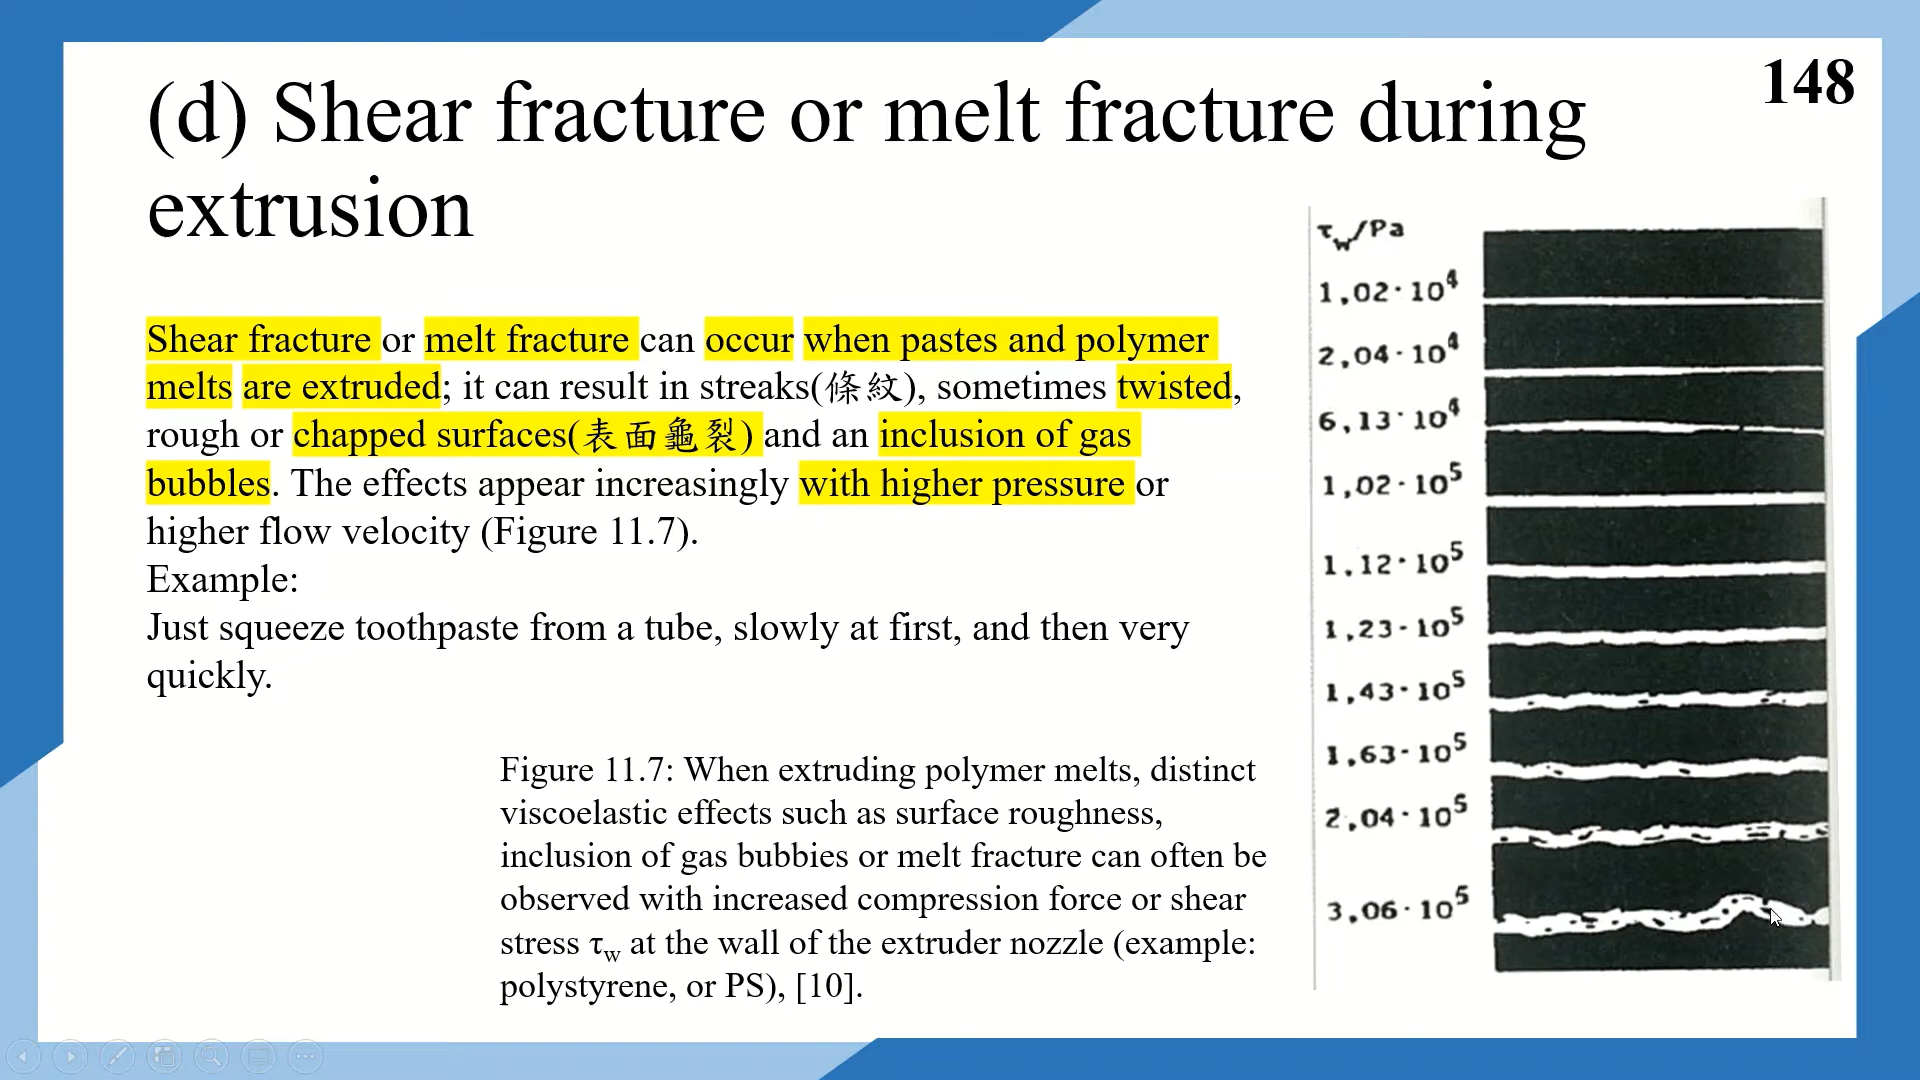 148
(d) Shear fracture or melt fracture during
extrusion
Shear fracture or melt fracture can occur when pastes and polymer
melts are extruded; it can result in streaks(條紋), sometimes twisted,
rough or chapped surfaces(表面龜裂) and an inclusion of gas
bubbles. The effects appear increasingly with higher pressure or
higher flow velocity (Figure 11.7).
Example:
Just squeeze toothpaste from a tube, slowly at first, and then very
quickly.
Figure 11.7: When extruding polymer melts, distinct
viscoelastic effects such as surface roughness,
inclusion of gas bubbies or melt fracture can often be
observed with increased compression force or shear
stress τw at the wall of the extruder nozzle (example:
polystyrene, or PS), [10].
τw/Pa
1,02·10⁴
2,04·10⁴
6,13·10⁴
1,02·10⁵
1,12·10⁵
1,23·10⁵
1,43·10⁵
1,63·10⁵
2,04·10⁵
3,06·10⁵